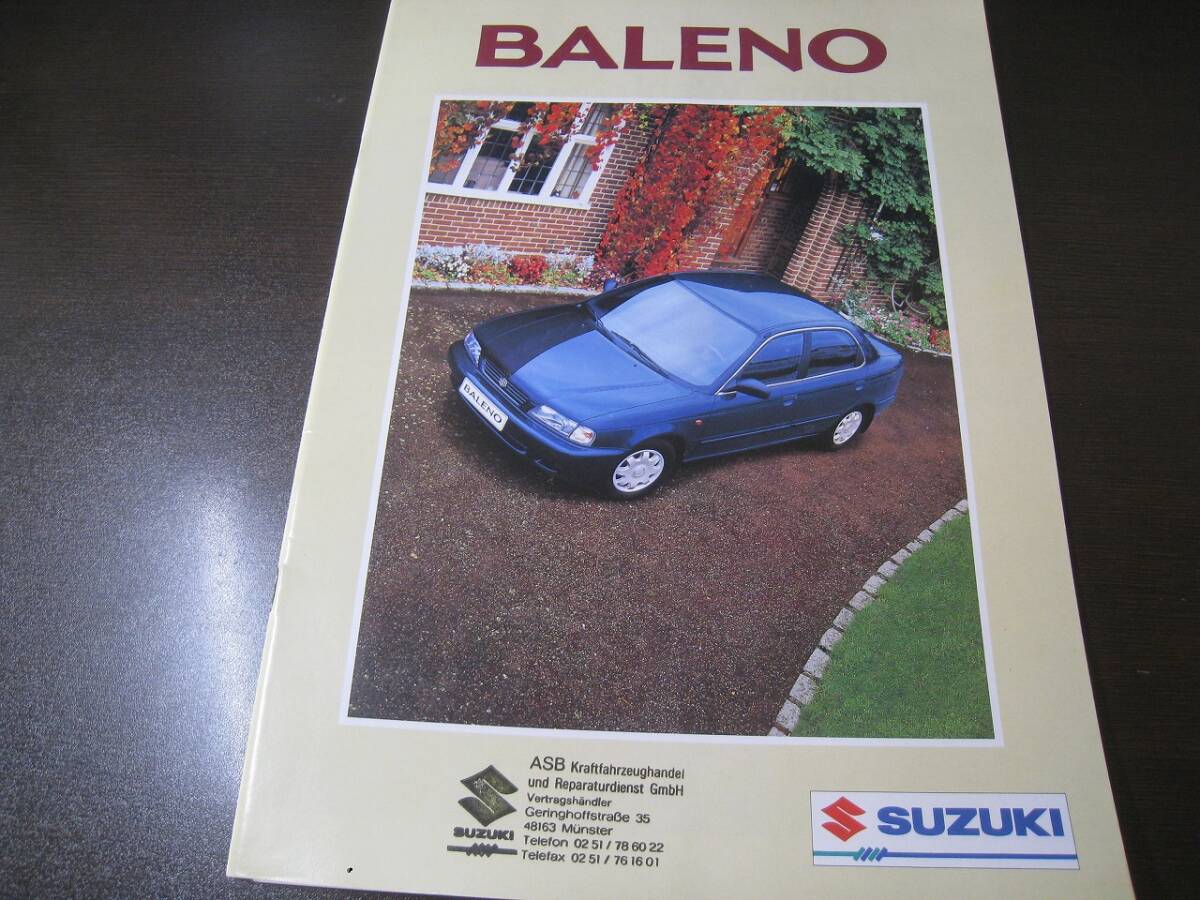 BALENO
BALENO
ASB Kraftfahrzeughandel
und Reparaturdienst GmbH
Vertragshändler
Geringhoffstraße 35
48163 Münster
Telefon 02 51 / 78 60 22
Telefax 02 51 / 76 16 01
SUZUKI
SUZUKI